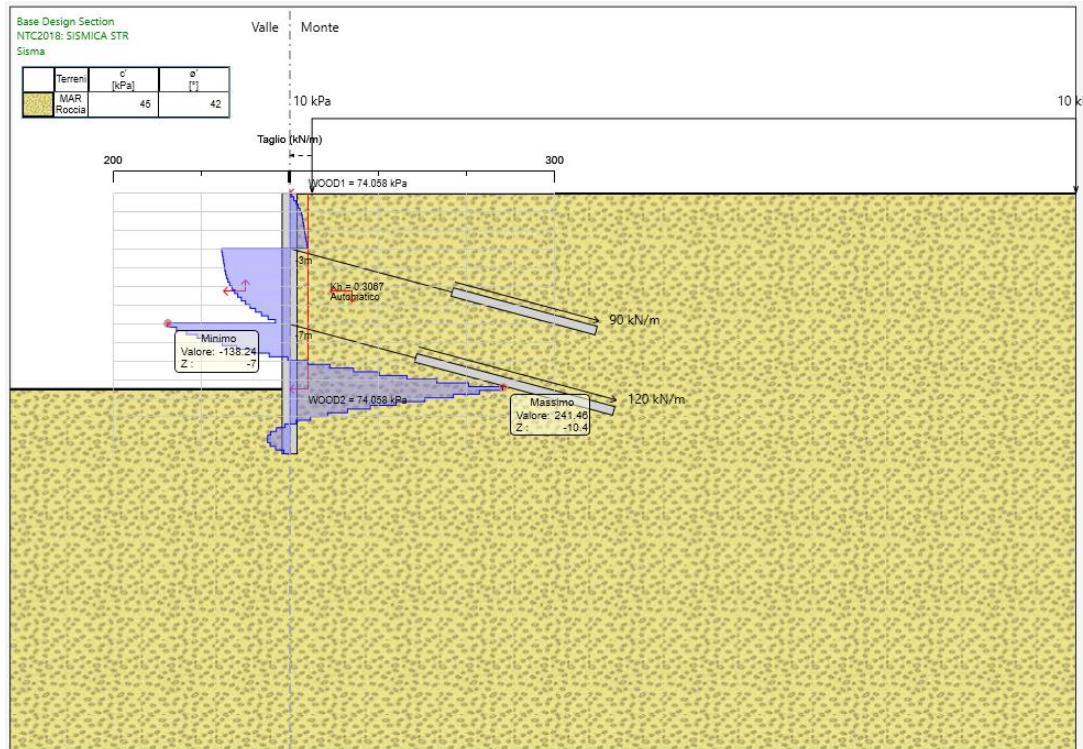 Base Design Section
NTC2018: SISMICA STR
Sisma
Valle Monte
Terreni c' [kPa] ø' [°]
MAR Roccia 45 42
10 kPa
10 k
Taglio (kN/m)
200
300
WOOD1 = 74.058 kPa
-3m
Kh = 0.3067
Automatico
90 kN/m
-7m
Minimo
Valore: -138.24
Z : -7
WOOD2 = 74.058 kPa
120 kN/m
Massimo
Valore: 241.46
Z : -10.4